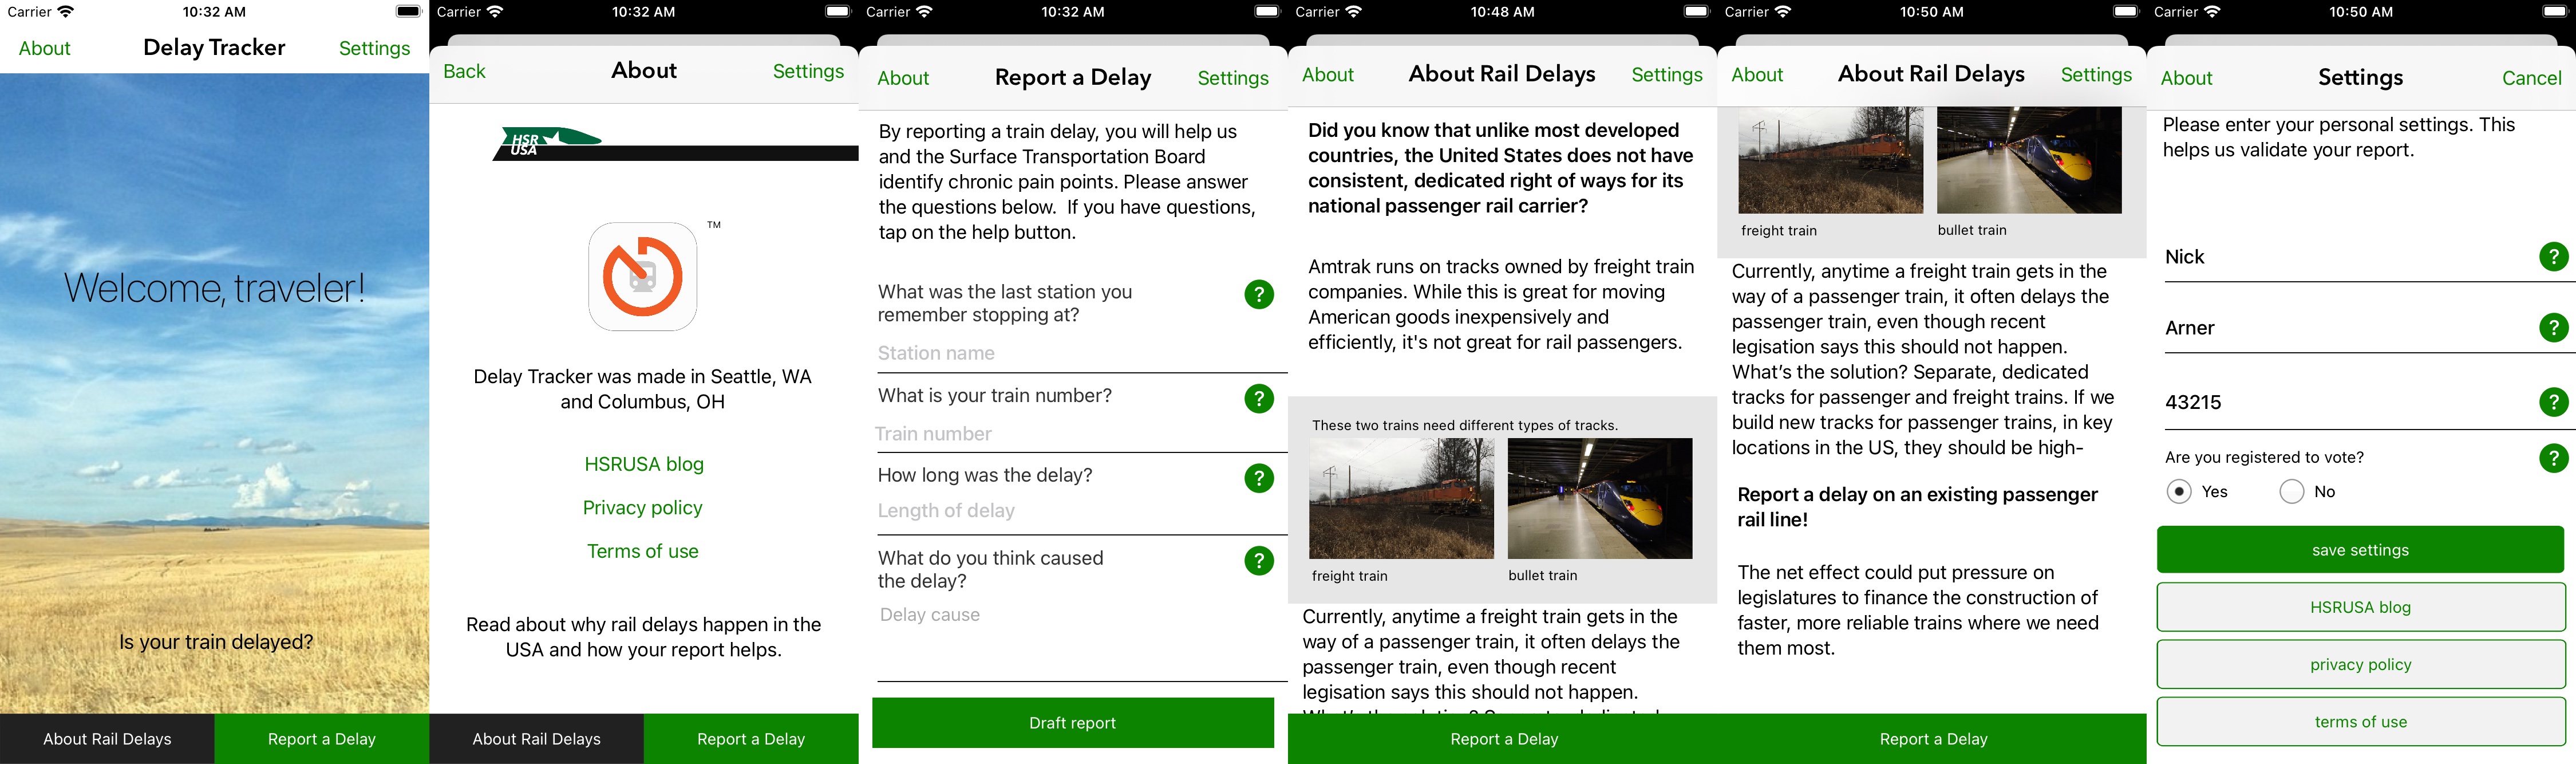 Carrier
10:32 AM
About
Delay Tracker
Settings
Welcome, traveler!
Is your train delayed?
About Rail Delays
Report a Delay
Carrier
10:32 AM
Back
About
Settings
HSR
USA
TM
Delay Tracker was made in Seattle, WA
and Columbus, OH
HSRUSA blog
Privacy policy
Terms of use
Read about why rail delays happen in the
USA and how your report helps.
About Rail Delays
Report a Delay
Carrier
10:32 AM
About
Report a Delay
Settings
By reporting a train delay, you will help us
and the Surface Transportation Board
identify chronic pain points. Please answer
the questions below.  If you have questions,
tap on the help button.
What was the last station you
remember stopping at?
?
Station name
What is your train number?
?
Train number
How long was the delay?
?
Length of delay
What do you think caused
the delay?
?
Delay cause
Draft report
Carrier
10:48 AM
About
About Rail Delays
Settings
Did you know that unlike most developed
countries, the United States does not have
consistent, dedicated right of ways for its
national passenger rail carrier?
Amtrak runs on tracks owned by freight train
companies. While this is great for moving
American goods inexpensively and
efficiently, it's not great for rail passengers.
These two trains need different types of tracks.
freight train
bullet train
Currently, anytime a freight train gets in the
way of a passenger train, it often delays the
passenger train, even though recent
legisation says this should not happen.
Report a Delay
Carrier
10:50 AM
About
About Rail Delays
Settings
freight train
bullet train
Currently, anytime a freight train gets in the
way of a passenger train, it often delays the
passenger train, even though recent
legisation says this should not happen.
What's the solution? Separate, dedicated
tracks for passenger and freight trains. If we
build new tracks for passenger trains, in key
locations in the US, they should be high-
Report a delay on an existing passenger
rail line!
The net effect could put pressure on
legislatures to finance the construction of
faster, more reliable trains where we need
them most.
Report a Delay
Carrier
10:50 AM
About
Settings
Cancel
Please enter your personal settings. This
helps us validate your report.
Nick
?
Arner
?
43215
?
Are you registered to vote?
?
Yes
No
save settings
HSRUSA blog
privacy policy
terms of use